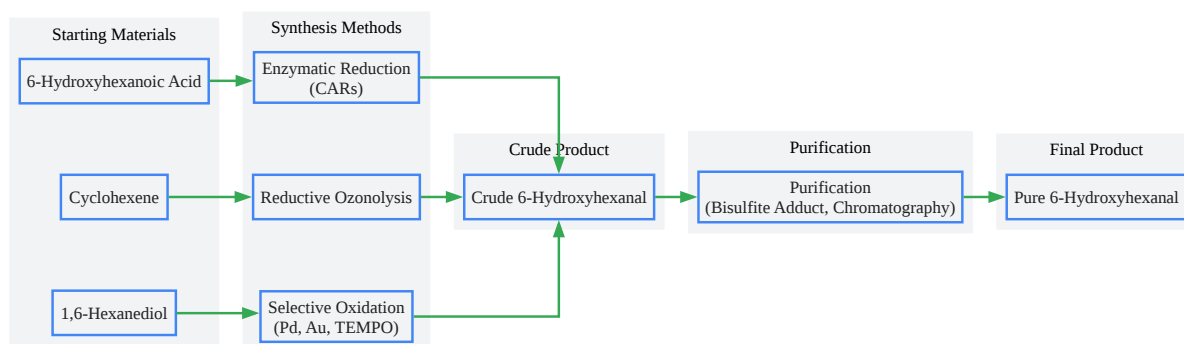 Starting Materials
6-Hydroxyhexanoic Acid
Cyclohexene
1,6-Hexanediol
Synthesis Methods
Enzymatic Reduction
(CARs)
Reductive Ozonolysis
Selective Oxidation
(Pd, Au, TEMPO)
Crude Product
Crude 6-Hydroxyhexanal
Purification
Purification
(Bisulfite Adduct, Chromatography)
Final Product
Pure 6-Hydroxyhexanal